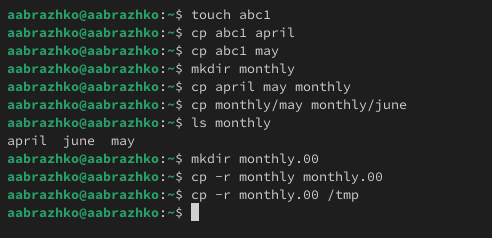 aabrazhko@aabrazhko:~$ touch abc1
aabrazhko@aabrazhko:~$ cp abc1 april
aabrazhko@aabrazhko:~$ cp abc1 may
aabrazhko@aabrazhko:~$ mkdir monthly
aabrazhko@aabrazhko:~$ cp april may monthly
aabrazhko@aabrazhko:~$ cp monthly/may monthly/june
aabrazhko@aabrazhko:~$ ls monthly
april  june  may
aabrazhko@aabrazhko:~$ mkdir monthly.00
aabrazhko@aabrazhko:~$ cp -r monthly monthly.00
aabrazhko@aabrazhko:~$ cp -r monthly.00 /tmp
aabrazhko@aabrazhko:~$